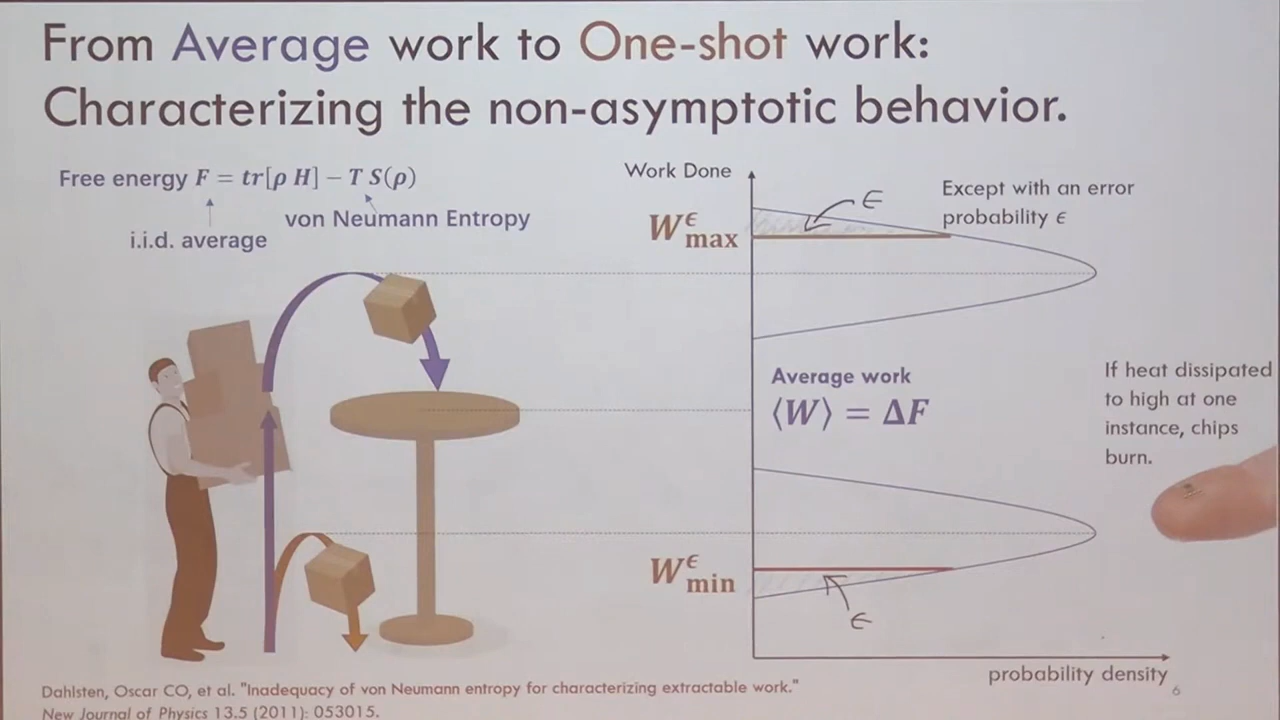 From Average work to One-shot work:
Characterizing the non-asymptotic behavior.
Free energy F = tr[ρ H] − T S(ρ)
von Neumann Entropy
i.i.d. average
Work Done
W^ϵ_max
ϵ
Except with an error
probability ϵ
Average work
⟨W⟩ = ΔF
If heat dissipated
to high at one
instance, chips
burn.
W^ϵ_min
ϵ
probability density
6
Dahlsten, Oscar CO, et al. "Inadequacy of von Neumann entropy for characterizing extractable work."
New Journal of Physics 13.5 (2011): 053015.